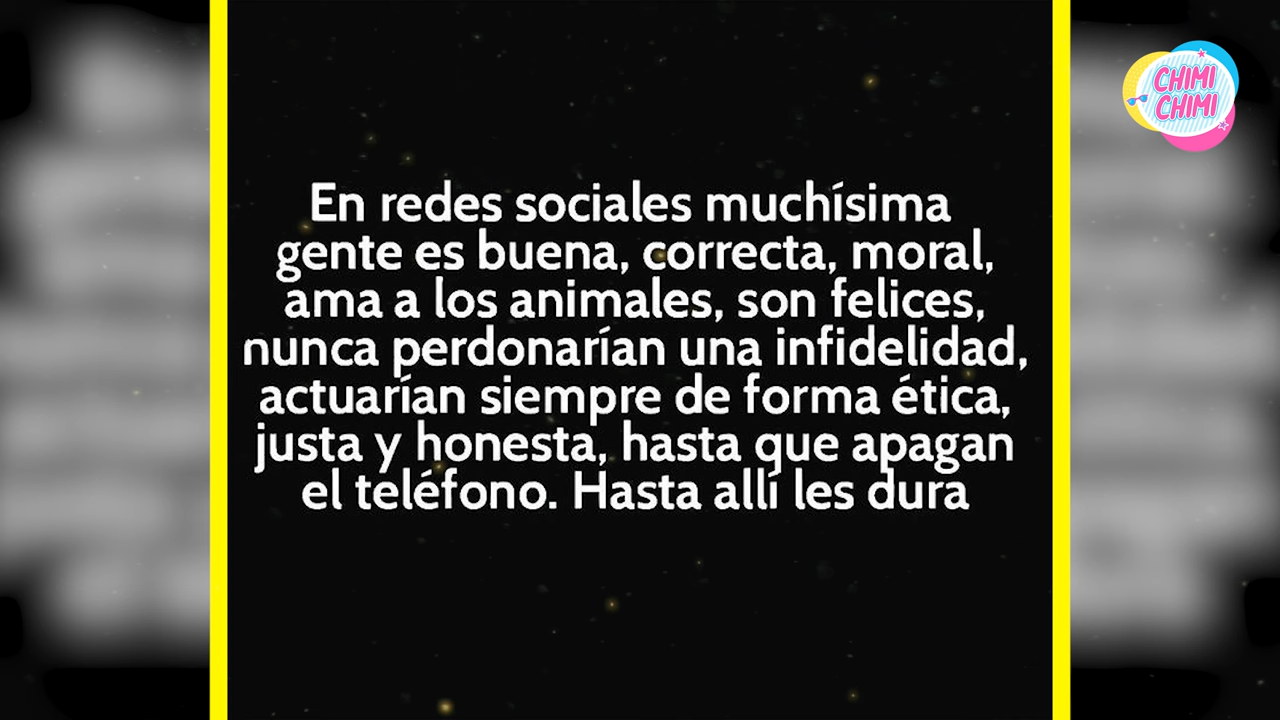 CHIMI
CHIMI
En redes sociales muchísima
gente es buena, correcta, moral,
ama a los animales, son felices,
nunca perdonarían una infidelidad,
actuarían siempre de forma ética,
justa y honesta, hasta que apagan
el teléfono. Hasta allí les dura